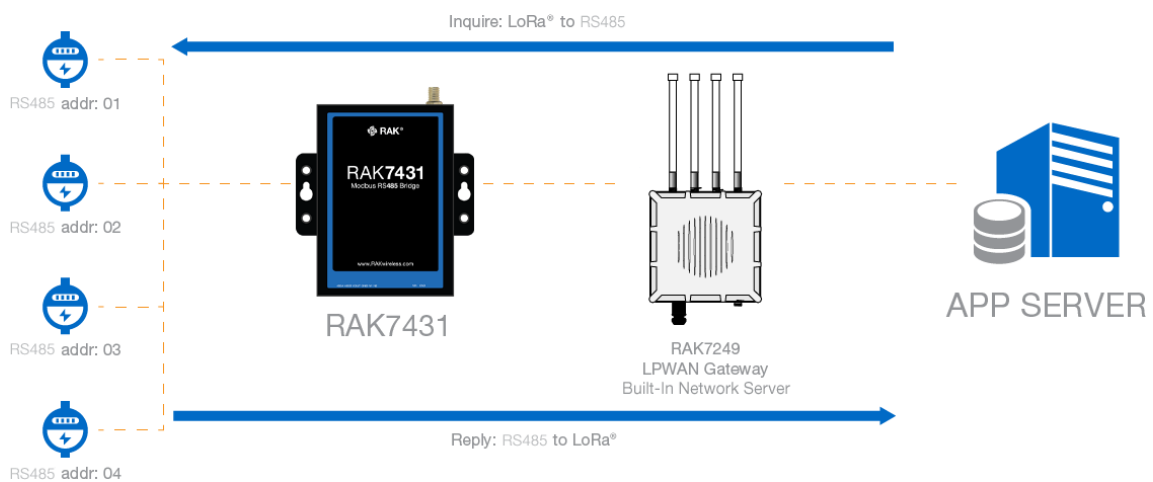 Inquire: LoRa® to RS485
RS485 addr: 01
RS485 addr: 02
RS485 addr: 03
RS485 addr: 04
RAK®
RAK7431
Modbus RS485 Bridge
www.RAKwireless.com
RAK7431
RAK7249
LPWAN Gateway
Built-In Network Server
APP SERVER
Reply: RS485 to LoRa®